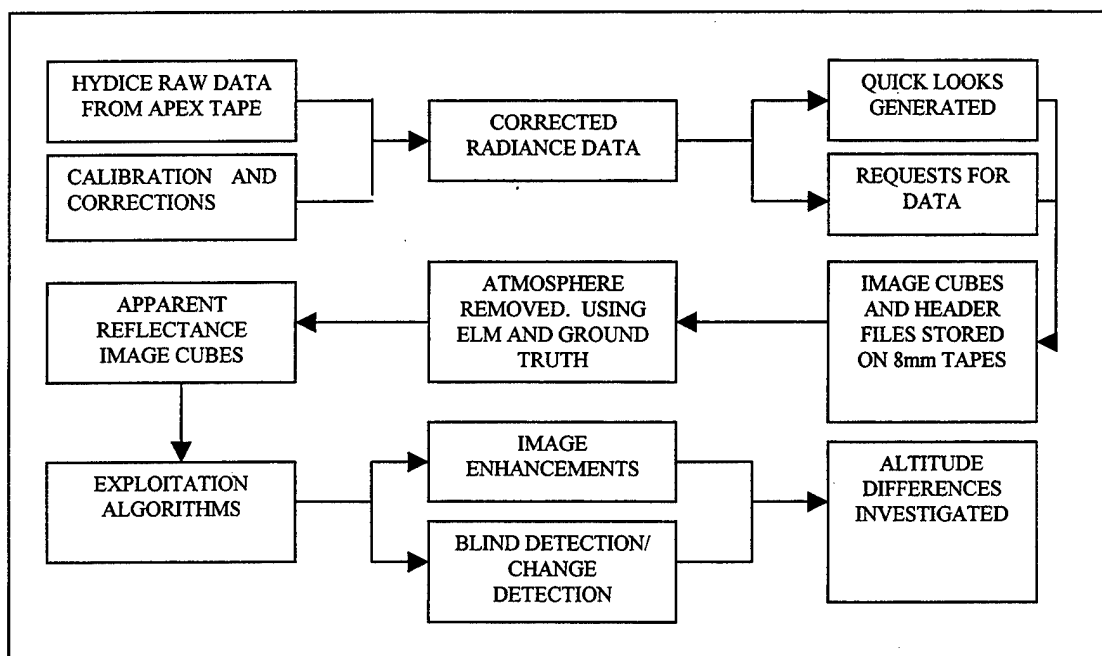 HYDICE RAW DATA
FROM APEX TAPE
CALIBRATION AND
CORRECTIONS
CORRECTED
RADIANCE DATA
QUICK LOOKS
GENERATED
REQUESTS FOR
DATA
IMAGE CUBES
AND HEADER
FILES STORED
ON 8mm TAPES
ATMOSPHERE
REMOVED. USING
ELM AND GROUND
TRUTH
APPARENT
REFLECTANCE
IMAGE CUBES
EXPLOITATION
ALGORITHMS
IMAGE
ENHANCEMENTS
BLIND DETECTION/
CHANGE
DETECTION
ALTITUDE
DIFFERENCES
INVESTIGATED